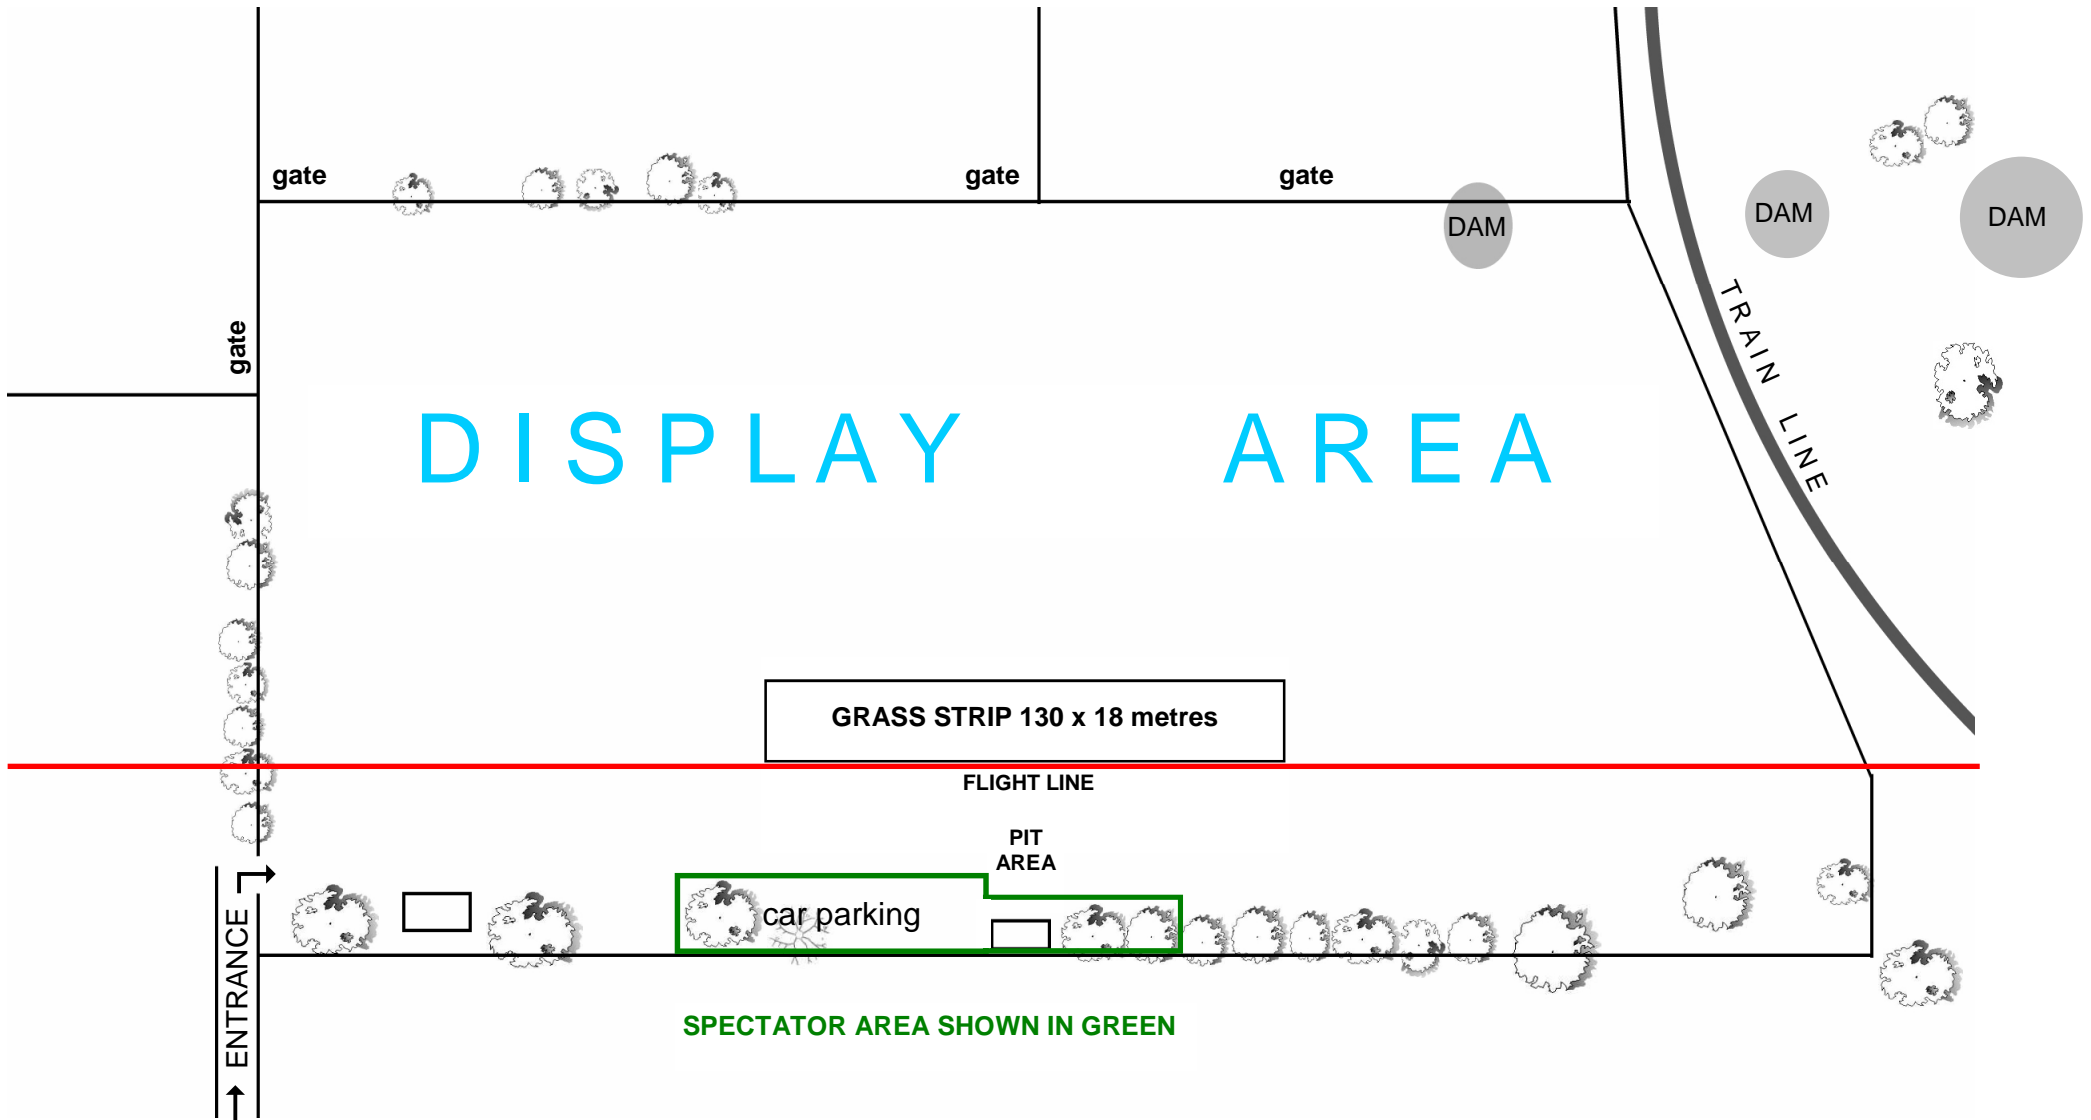 gate
gate
gate
DAM
DAM
DAM
gate
TRAIN LINE
DISPLAY AREA
GRASS STRIP 130 x 18 metres
FLIGHT LINE
PIT
AREA
car parking
ENTRANCE
SPECTATOR AREA SHOWN IN GREEN